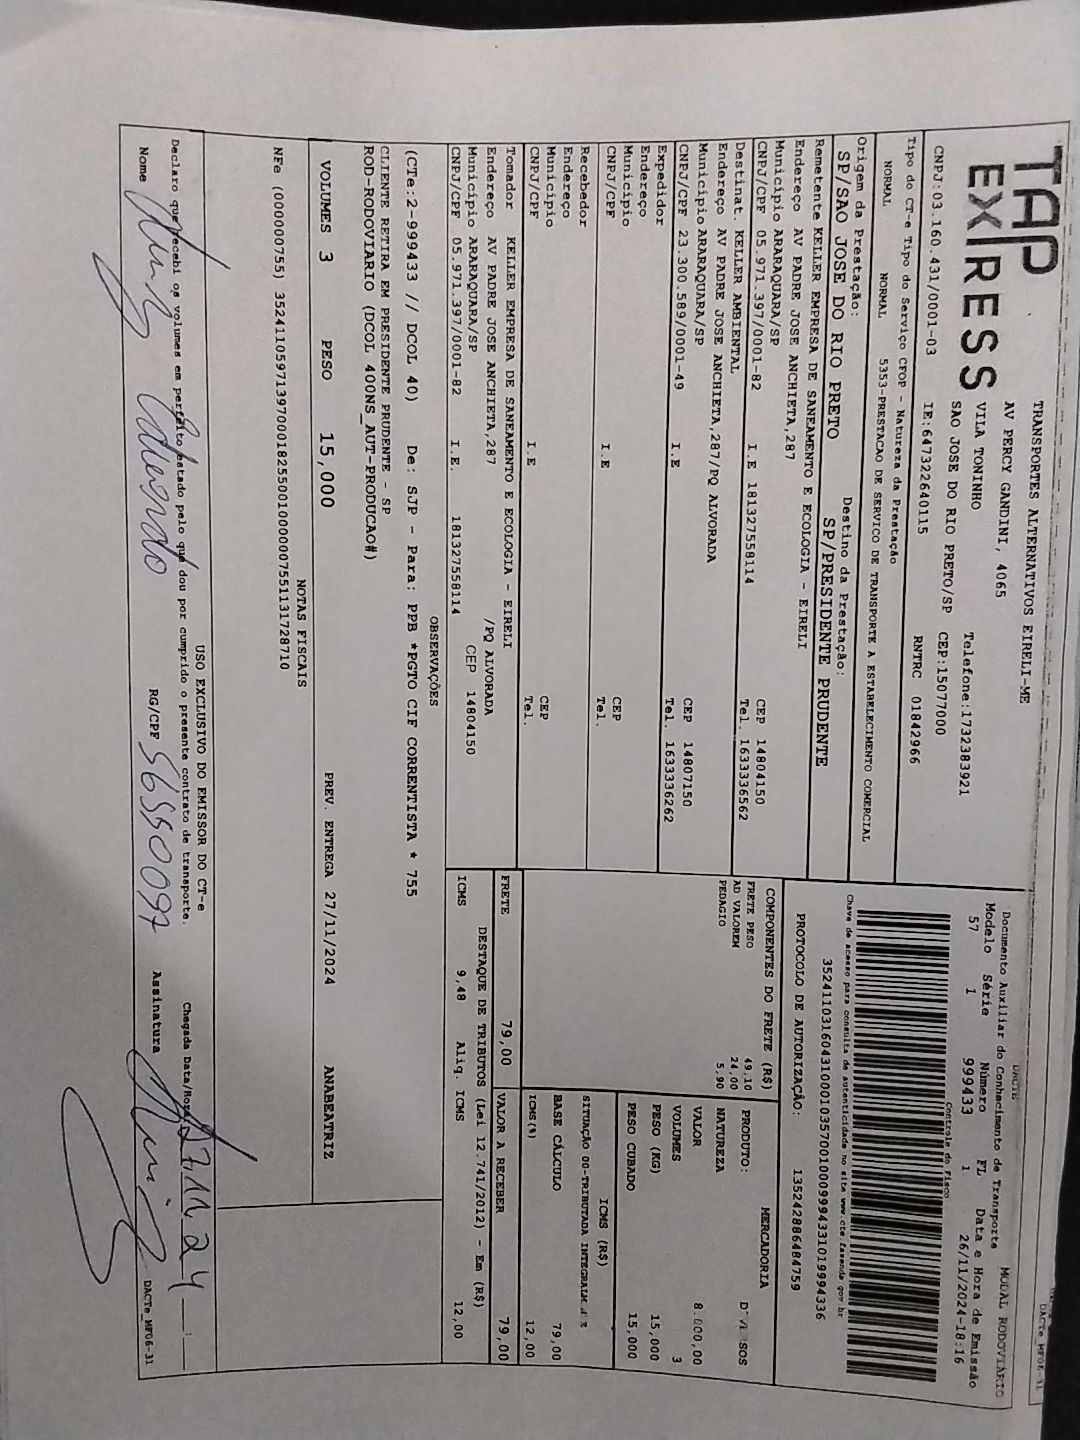 DACTE
DACTe_MF06-31
TAP
EXPRESS
TRANSPORTES ALTERNATIVOS EIRELI-ME
AV PERCY GANDINI, 4065
VILA TONINHO
SAO JOSE DO RIO PRETO/SP
Telefone:1732383921
CEP:15077000
CNPJ:03.160.431/0001-03 IE:647322640115 RNTRC 01842966
Documento Auxiliar do Conhecimento de Transporte MODAL RODOVIÁRIO
Modelo Série Número FL Data e Hora de Emissão
57 1 999433 1 26/11/2024-18:16
Controle do Fisco
Chave de acesso para consulta de autenticidade no site www.cte.fazenda.gov.br
PROTOCOLO DE AUTORIZAÇÃO: 135242886484759
Tipo do CT-e Tipo do Serviço CFOP - Natureza da Prestação
NORMAL NORMAL 5353-PRESTACAO DE SERVICO DE TRANSPORTE A ESTABELECIMENTO COMERCIAL
Origem da Prestação: Destino da Prestação:
SP/SAO JOSE DO RIO PRETO SP/PRESIDENTE PRUDENTE
Remetente KELLER EMPRESA DE SANEAMENTO E ECOLOGIA - EIRELI
Endereço AV PADRE JOSE ANCHIETA,287
Município ARARAQUARA/SP CEP 14804150
CNPJ/CPF 05.971.397/0001-82 I.E 181327558114 Tel. 1633336562
Destinat. KELLER AMBIENTAL
Endereço AV PADRE JOSE ANCHIETA,287/PQ ALVORADA
Município ARARAQUARA/SP CEP 14807150
CNPJ/CPF 23.300.589/0001-49 I.E Tel. 1633336262
Expedidor
Endereço
Município CEP
CNPJ/CPF I.E Tel.
Recebedor
Endereço
Município CEP
CNPJ/CPF I.E Tel.
Tomador KELLER EMPRESA DE SANEAMENTO E ECOLOGIA - EIRELI
Endereço AV PADRE JOSE ANCHIETA,287 /PQ ALVORADA
Município ARARAQUARA/SP CEP 14804150
CNPJ/CPF 05.971.397/0001-82 I.E. 181327558114
COMPONENTES DO FRETE (R$)
FRETE PESO 49,10
AD VALOREM 24,00
PEDAGIO 5,90
MERCADORIA
PRODUTO:
NATUREZA
VALOR 8.000,00
VOLUMES 3
PESO (KG) 15,000
PESO CUBADO 15,000
ICMS (R$)
SITUAÇÃO 00-TRIBUTADA
BASE CÁLCULO 79,00
ICMS(%) 12,00
FRETE 79,00 VALOR A RECEBER 79,00
DESTAQUE DE TRIBUTOS (Lei 12.741/2012) - Em (R$)
ICMS 9,48 Aliq. ICMS 12,00
OBSERVAÇÕES
(CTe:2-999433 // DCOL 40) De: SJP - Para: PPB *PGTO CIF CORRENTISTA * 755
CLIENTE RETIRA EM PRESIDENTE PRUDENTE - SP
ROD-RODOVIARIO (DCOL 400NS_AUT-PRODUCAO#)
VOLUMES 3 PESO 15,000 PREV. ENTREGA 27/11/2024 ANABEATRIZ
NOTAS FISCAIS
USO EXCLUSIVO DO EMISSOR DO CT-e
Declaro que recebi os volumes em perfeito estado pelo que dou por cumprido o presente contrato de transporte. Chegada Data/Hora 27.11.24
Nome RG/CPF Assinatura
DACTe_MF06-31